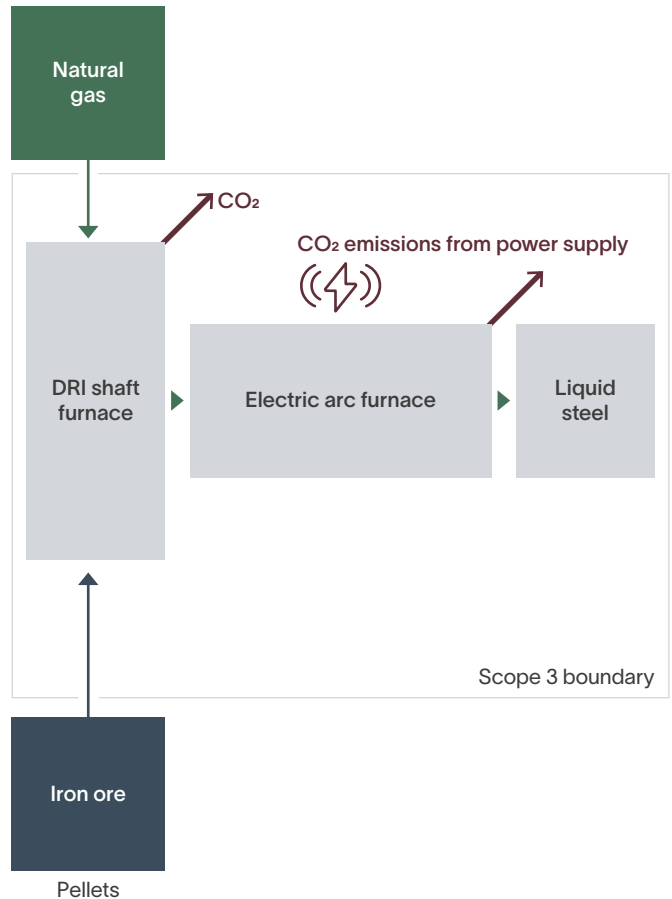 Natural
gas
CO₂
CO₂ emissions from power supply
DRI shaft
furnace
Electric arc furnace
Liquid
steel
Scope 3 boundary
Iron ore
Pellets